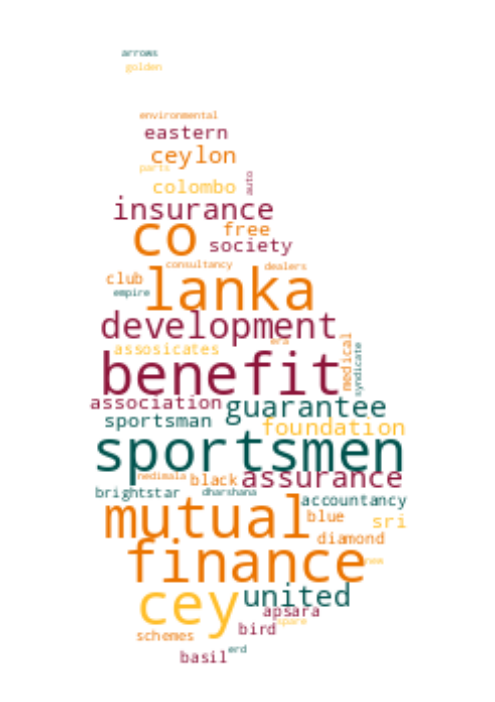 arrows
golden
environmental
eastern
ceylon
parts
colombo
auto
insurance
free
co
society
consultancy
dealers
club
lanka
empire
development
era
assosicates
medical
syndicate
benefit
association
guarantee
sportsman
foundation
sportsmen
nedimala
black
assurance
brightstar
dharshana
accountancy
mutual
blue
sri
diamond
finance
new
cey
united
apsara
spare
bird
schemes
erd
basil